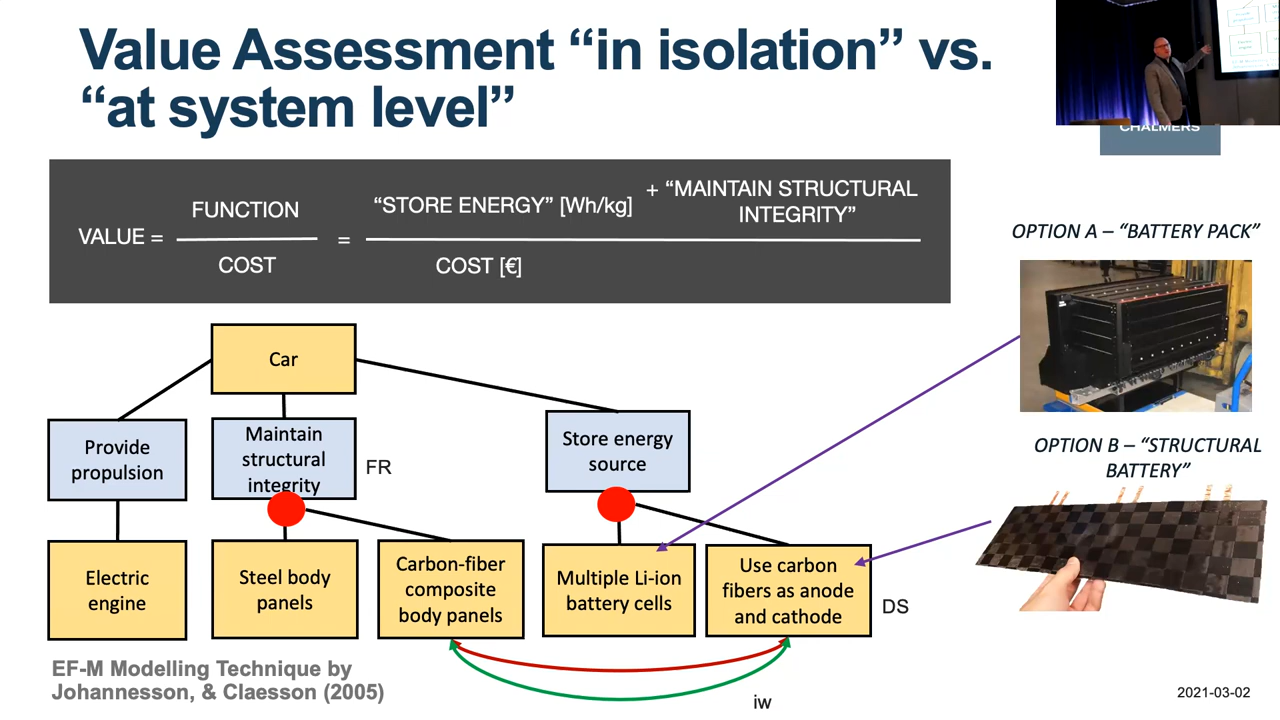 Value Assessment “in isolation” vs.
“at system level”
CHALMERS
VALUE =
FUNCTION
COST
=
“STORE ENERGY” [Wh/kg]
+ “MAINTAIN STRUCTURAL
INTEGRITY”
COST [€]
OPTION A – “BATTERY PACK”
OPTION B – “STRUCTURAL
BATTERY”
Car
Provide
propulsion
Maintain
structural
integrity
FR
Store energy
source
Electric
engine
Steel body
panels
Carbon-fiber
composite
body panels
Multiple Li-ion
battery cells
Use carbon
fibers as anode
and cathode
DS
iw
EF-M Modelling Technique by
Johannesson, & Claesson (2005)
2021-03-02